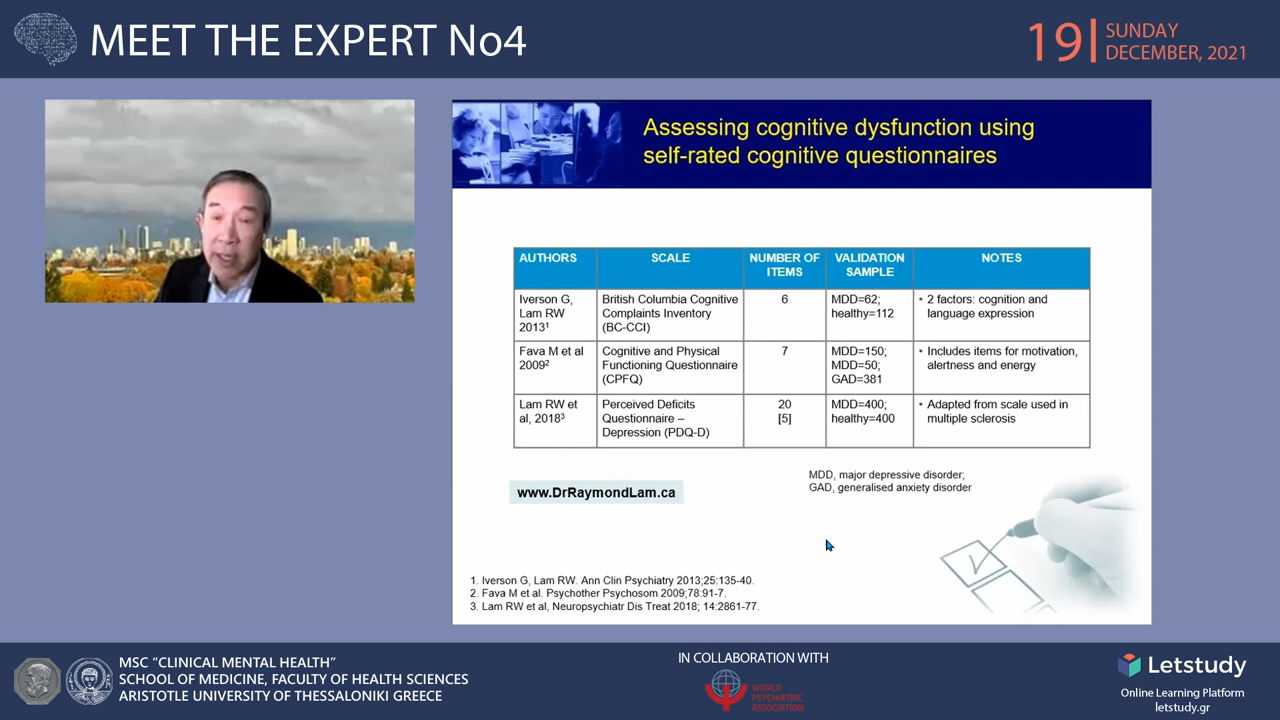 MEET THE EXPERT No4
19
SUNDAY
DECEMBER, 2021
Assessing cognitive dysfunction using
self-rated cognitive questionnaires
AUTHORS
SCALE
NUMBER OF
ITEMS
VALIDATION
SAMPLE
NOTES
Iverson G,
Lam RW
2013¹
British Columbia Cognitive
Complaints Inventory
(BC-CCI)
6
MDD=62;
healthy=112
• 2 factors: cognition and
language expression
Fava M et al
2009²
Cognitive and Physical
Functioning Questionnaire
(CPFQ)
7
MDD=150;
MDD=50;
GAD=381
• Includes items for motivation,
alertness and energy
Lam RW et
al, 2018³
Perceived Deficits
Questionnaire –
Depression (PDQ-D)
20
[5]
MDD=400;
healthy=400
• Adapted from scale used in
multiple sclerosis
www.DrRaymondLam.ca
MDD, major depressive disorder;
GAD, generalised anxiety disorder
1. Iverson G, Lam RW. Ann Clin Psychiatry 2013;25:135-40.
2. Fava M et al. Psychother Psychosom 2009;78:91-7.
3. Lam RW et al, Neuropsychiatr Dis Treat 2018; 14:2861-77.
MSC “CLINICAL MENTAL HEALTH”
SCHOOL OF MEDICINE, FACULTY OF HEALTH SCIENCES
ARISTOTLE UNIVERSITY OF THESSALONIKI GREECE
IN COLLABORATION WITH
WORLD
PSYCHIATRIC
ASSOCIATION
Letstudy
Online Learning Platform
letstudy.gr